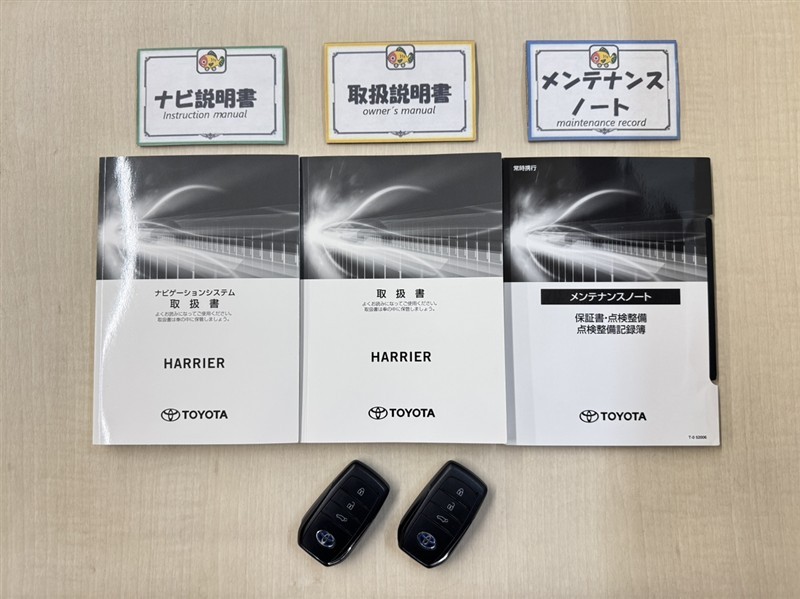 ナビ説明書
Instruction manual
取扱説明書
owner's manual
メンテナンス
ノート
maintenance record
ナビゲーションシステム
取扱書
よくお読みになってご使用ください。
取扱書は車の中に保管しましょう。
HARRIER
TOYOTA
取扱書
よくお読みになってご使用ください。
取扱書は車の中に保管しましょう。
HARRIER
TOYOTA
常時携行
メンテナンスノート
保証書・点検整備
点検整備記録簿
TOYOTA